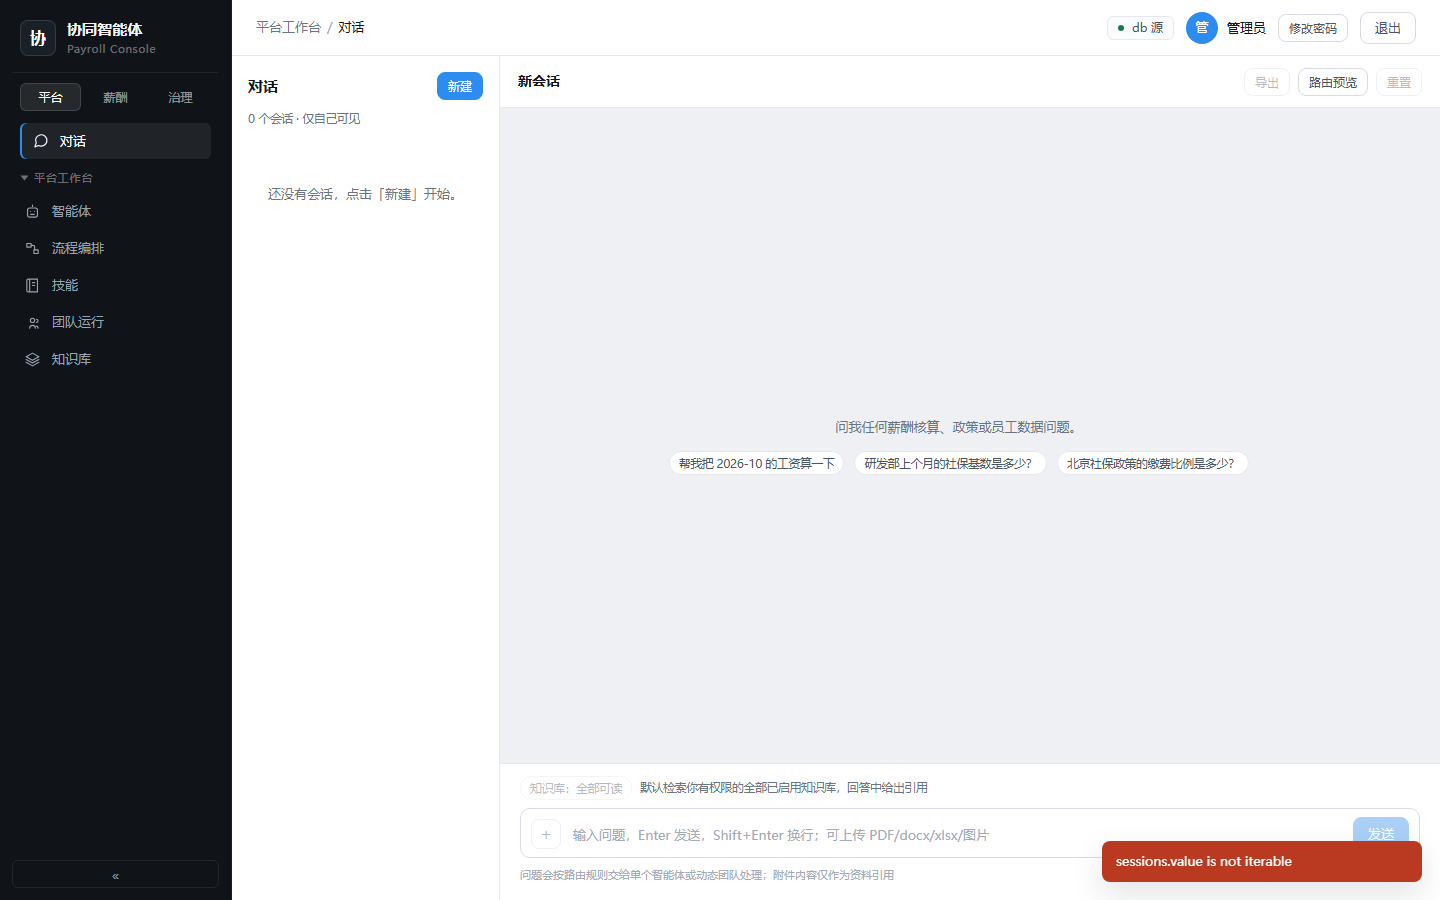 协
协同智能体
Payroll Console
平台
薪酬
治理
对话
平台工作台
智能体
流程编排
技能
团队运行
知识库
«
平台工作台 / 对话
db 源
管
管理员
修改密码
退出
对话
新建
0 个会话 · 仅自己可见
还没有会话，点击「新建」开始。
新会话
导出
路由预览
重置
问我任何薪酬核算、政策或员工数据问题。
帮我把 2026-10 的工资算一下
研发部上个月的社保基数是多少？
北京社保政策的缴费比例是多少？
知识库：全部可读
默认检索你有权限的全部已启用知识库，回答中给出引用
+
输入问题，Enter 发送，Shift+Enter 换行；可上传 PDF/docx/xlsx/图片
发送
sessions.value is not iterable
问题会按路由规则交给单个智能体或动态团队处理；附件内容仅作为资料引用